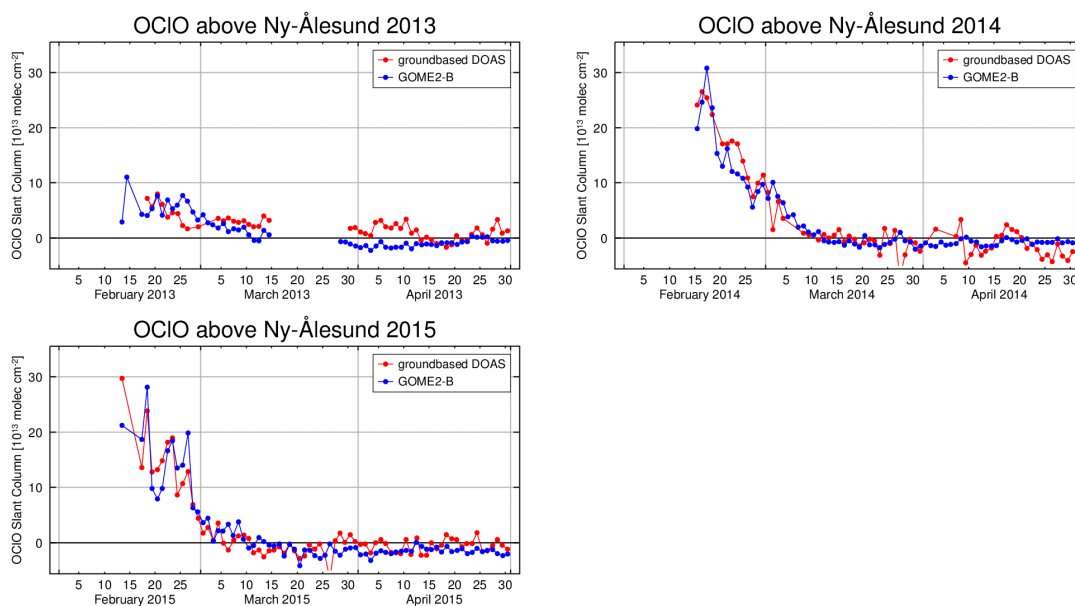 OClO above Ny-Ålesund 2013
OClO Slant Column [10¹³ molec cm⁻²]
30
20
10
0
groundbased DOAS
GOME2-B
5 10 15 20 25 5 10 15 20 25 30 5 10 15 20 25 30
February 2013 March 2013 April 2013
OClO above Ny-Ålesund 2014
OClO Slant Column [10¹³ molec cm⁻²]
30
20
10
0
groundbased DOAS
GOME2-B
5 10 15 20 25 5 10 15 20 25 30 5 10 15 20 25 30
February 2014 March 2014 April 2014
OClO above Ny-Ålesund 2015
OClO Slant Column [10¹³ molec cm⁻²]
30
20
10
0
groundbased DOAS
GOME2-B
5 10 15 20 25 5 10 15 20 25 30 5 10 15 20 25 30
February 2015 March 2015 April 2015